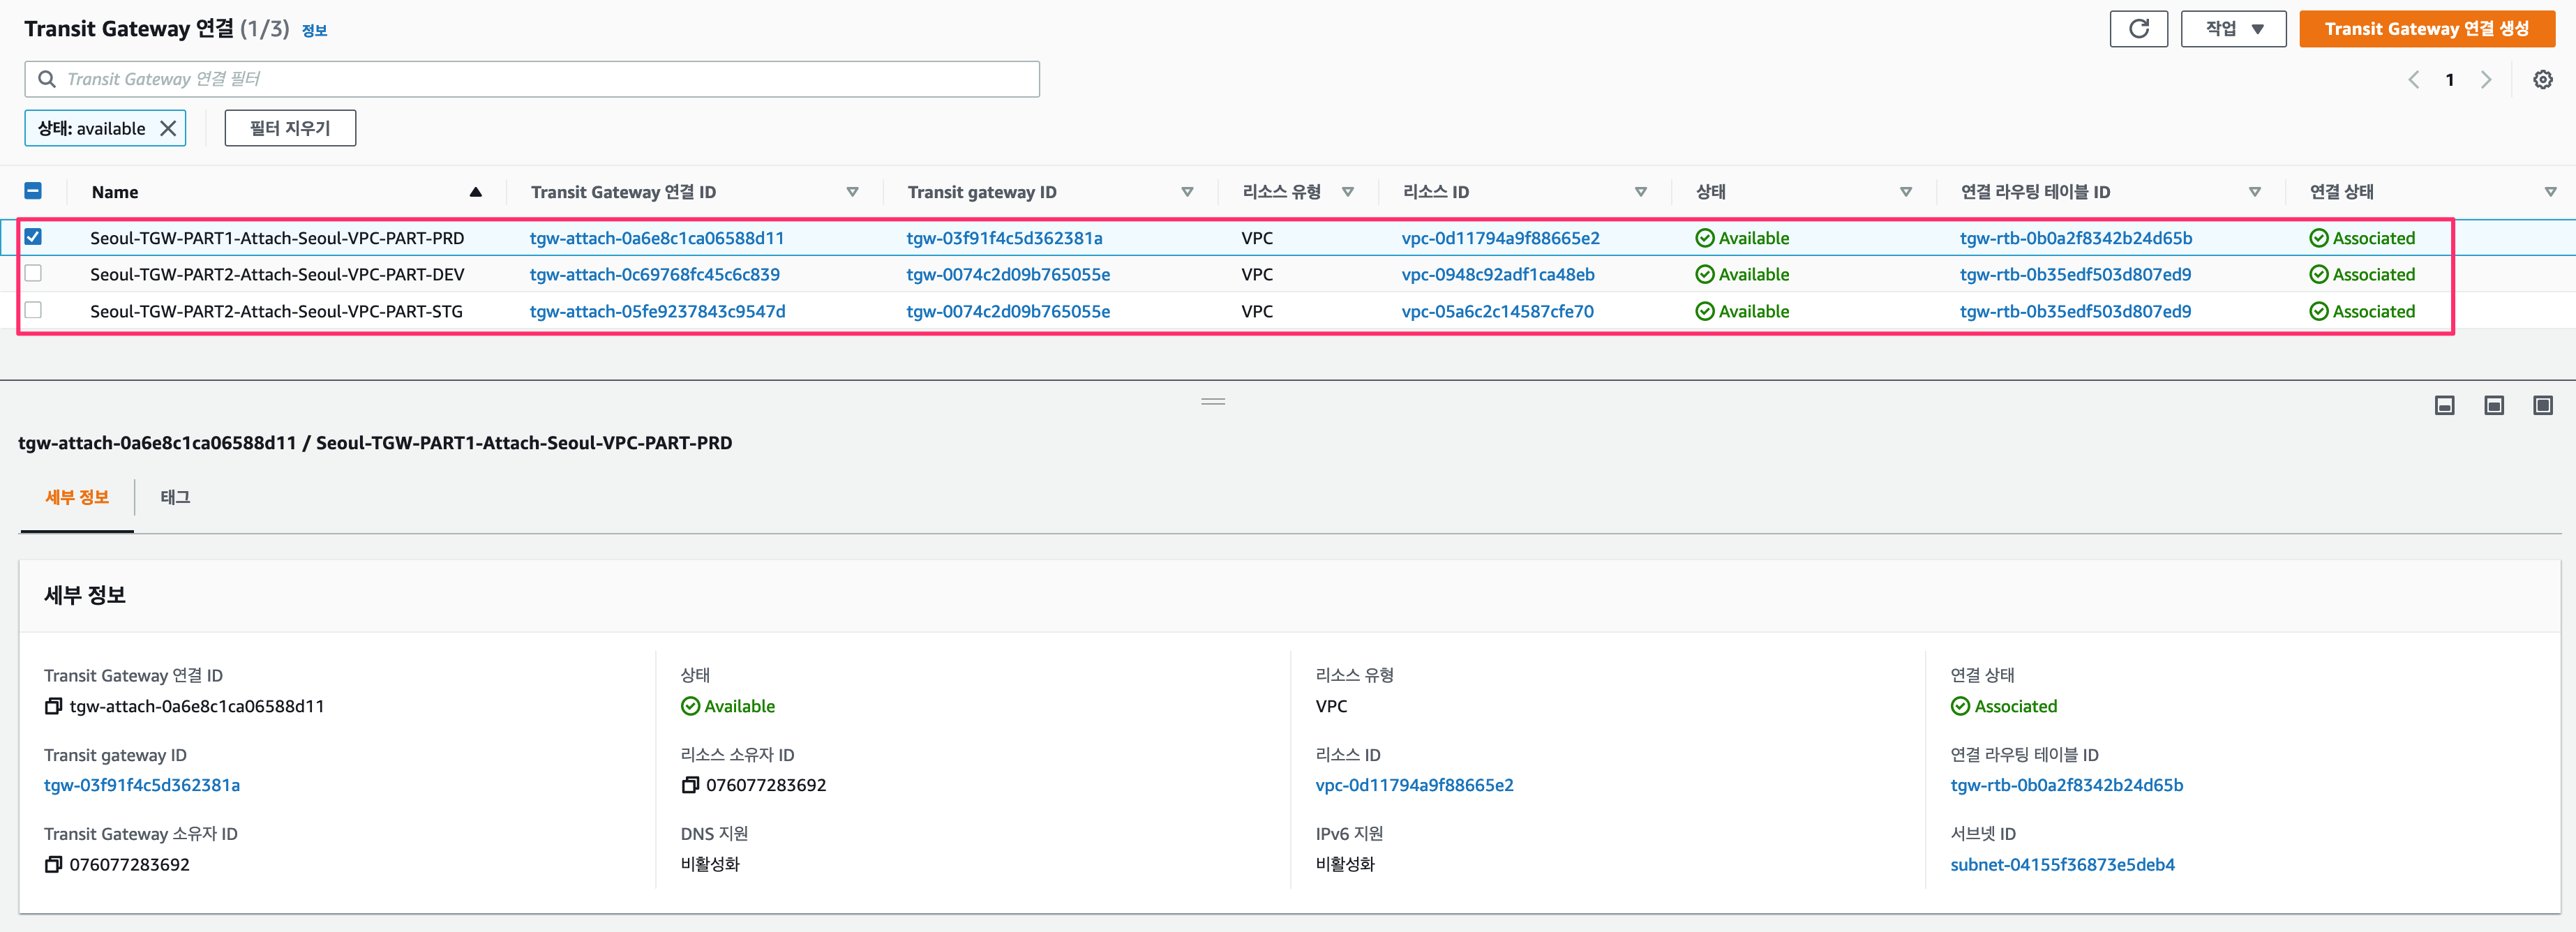 Transit Gateway 연결 (1/3) 정보
작업
Transit Gateway 연결 생성
Transit Gateway 연결 필터
1
상태: available
필터 지우기
Name Transit Gateway 연결 ID Transit gateway ID 리소스 유형 리소스 ID 상태 연결 라우팅 테이블 ID 연결 상태
Seoul-TGW-PART1-Attach-Seoul-VPC-PART-PRD tgw-attach-0a6e8c1ca06588d11 tgw-03f91f4c5d362381a VPC vpc-0d11794a9f88665e2 Available tgw-rtb-0b0a2f8342b24d65b Associated
Seoul-TGW-PART2-Attach-Seoul-VPC-PART-DEV tgw-attach-0c69768fc45c6c839 tgw-0074c2d09b765055e VPC vpc-0948c92adf1ca48eb Available tgw-rtb-0b35edf503d807ed9 Associated
Seoul-TGW-PART2-Attach-Seoul-VPC-PART-STG tgw-attach-05fe9237843c9547d tgw-0074c2d09b765055e VPC vpc-05a6c2c14587cfe70 Available tgw-rtb-0b35edf503d807ed9 Associated
tgw-attach-0a6e8c1ca06588d11 / Seoul-TGW-PART1-Attach-Seoul-VPC-PART-PRD
세부 정보 태그
세부 정보
Transit Gateway 연결 ID 상태 리소스 유형 연결 상태
tgw-attach-0a6e8c1ca06588d11 Available VPC Associated
Transit gateway ID 리소스 소유자 ID 리소스 ID 연결 라우팅 테이블 ID
tgw-03f91f4c5d362381a 076077283692 vpc-0d11794a9f88665e2 tgw-rtb-0b0a2f8342b24d65b
Transit Gateway 소유자 ID DNS 지원 IPv6 지원 서브넷 ID
076077283692 비활성화 비활성화 subnet-04155f36873e5deb4